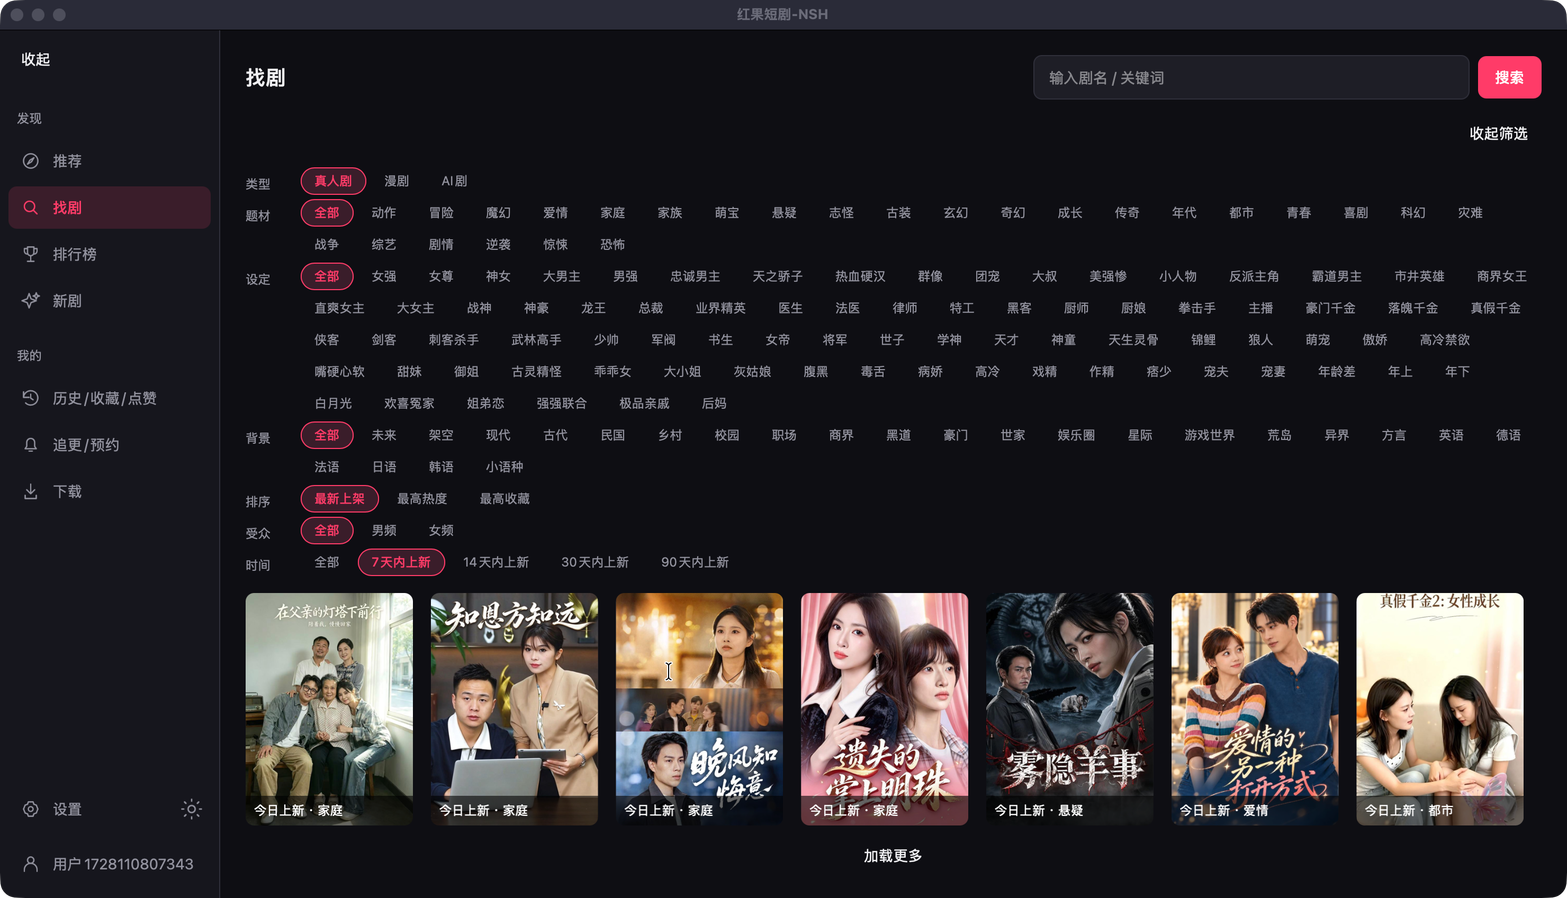 红果短剧-NSH
收起
发现
推荐
找剧
排行榜
新剧
我的
历史/收藏/点赞
追更/预约
下载
设置
用户1728110807343
找剧
输入剧名 / 关键词
搜索
收起筛选
类型 真人剧 漫剧 AI剧
题材 全部 动作 冒险 魔幻 爱情 家庭 家族 萌宝 悬疑 志怪 古装 玄幻 奇幻 成长 传奇 年代 都市 青春 喜剧 科幻 灾难
战争 综艺 剧情 逆袭 惊悚 恐怖
设定 全部 女强 女尊 神女 大男主 男强 忠诚男主 天之骄子 热血硬汉 群像 团宠 大叔 美强惨 小人物 反派主角 霸道男主 市井英雄 商界女王
直爽女主 大女主 战神 神豪 龙王 总裁 业界精英 医生 法医 律师 特工 黑客 厨师 厨娘 拳击手 主播 豪门千金 落魄千金 真假千金
侠客 剑客 刺客杀手 武林高手 少帅 军阀 书生 女帝 将军 世子 学神 天才 神童 天生灵骨 锦鲤 狼人 萌宠 傲娇 高冷禁欲
嘴硬心软 甜妹 御姐 古灵精怪 乖乖女 大小姐 灰姑娘 腹黑 毒舌 病娇 高冷 戏精 作精 痞少 宠夫 宠妻 年龄差 年上 年下
白月光 欢喜冤家 姐弟恋 强强联合 极品亲戚 后妈
背景 全部 未来 架空 现代 古代 民国 乡村 校园 职场 商界 黑道 豪门 世家 娱乐圈 星际 游戏世界 荒岛 异界 方言 英语 德语
法语 日语 韩语 小语种
排序 最新上架 最高热度 最高收藏
受众 全部 男频 女频
时间 全部 7天内上新 14天内上新 30天内上新 90天内上新
在父亲的灯塔下前行
今日上新 · 家庭
知恩方知远
今日上新 · 家庭
晚风知
悔意
今日上新 · 家庭
遗失的
掌上明珠
今日上新 · 家庭
雾隐羊事
今日上新 · 悬疑
爱情的
另一种
打开方式
今日上新 · 爱情
真假千金2: 女性成长
今日上新 · 都市
加载更多